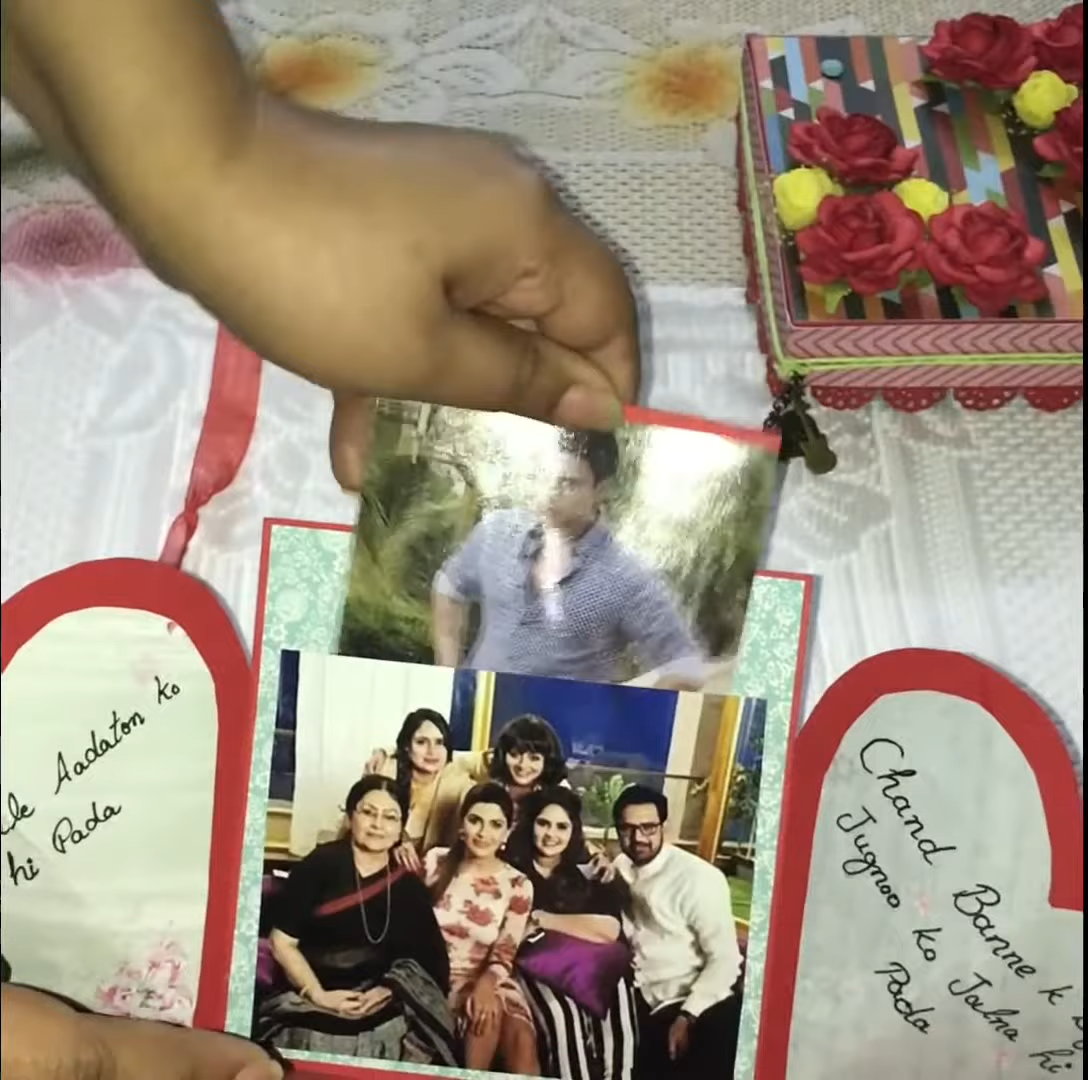 Aadaton ko
hi Pada
Chand Banne k
Jugnoo ko Jalna hi
Pada